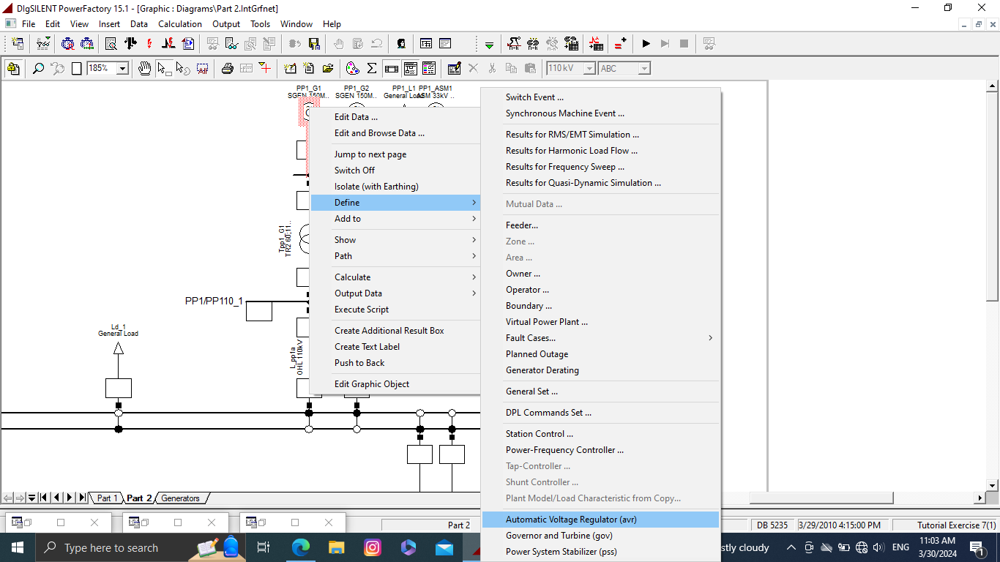 DIgSILENT PowerFactory 15.1 - [Graphic : Diagrams\Part 2.IntGrfnet]
File Edit View Insert Data Calculation Output Tools Window Help
185% 110 kV ABC
PP1_G1 PP1_G2 PP1_L1 PP1_ASM1
SGEN 150M.. SGEN 150M.. General Load ASM 33kV ..
Edit Data ...
Edit and Browse Data ...
Jump to next page
Switch Off
Isolate (with Earthing)
Define
Add to
Show
Path
Calculate
Output Data
Execute Script
Create Additional Result Box
Create Text Label
Push to Back
Edit Graphic Object
Switch Event ...
Synchronous Machine Event ...
Results for RMS/EMT Simulation ...
Results for Harmonic Load Flow ...
Results for Frequency Sweep ...
Results for Quasi-Dynamic Simulation ...
Mutual Data ...
Feeder...
Zone ...
Area ...
Owner ...
Operator ...
Boundary ...
Virtual Power Plant ...
Fault Cases...
Planned Outage
Generator Derating
General Set ...
DPL Commands Set ...
Station Control ...
Power-Frequency Controller ...
Tap-Controller ...
Shunt Controller ...
Plant Model/Load Characteristic from Copy...
Automatic Voltage Regulator (avr)
Governor and Turbine (gov)
Power System Stabilizer (pss)
Tpp1_G1
TR2 60;11..
PP1/PP110_1
Ld_1
General Load
L_pp1a
OHL 110kV
Part 1 Part 2 Generators
Part 2 DB 5235 3/29/2010 4:15:00 PM Tutorial Exercise 7(1)
Type here to search
stly cloudy ENG 11:03 AM
3/30/2024
1